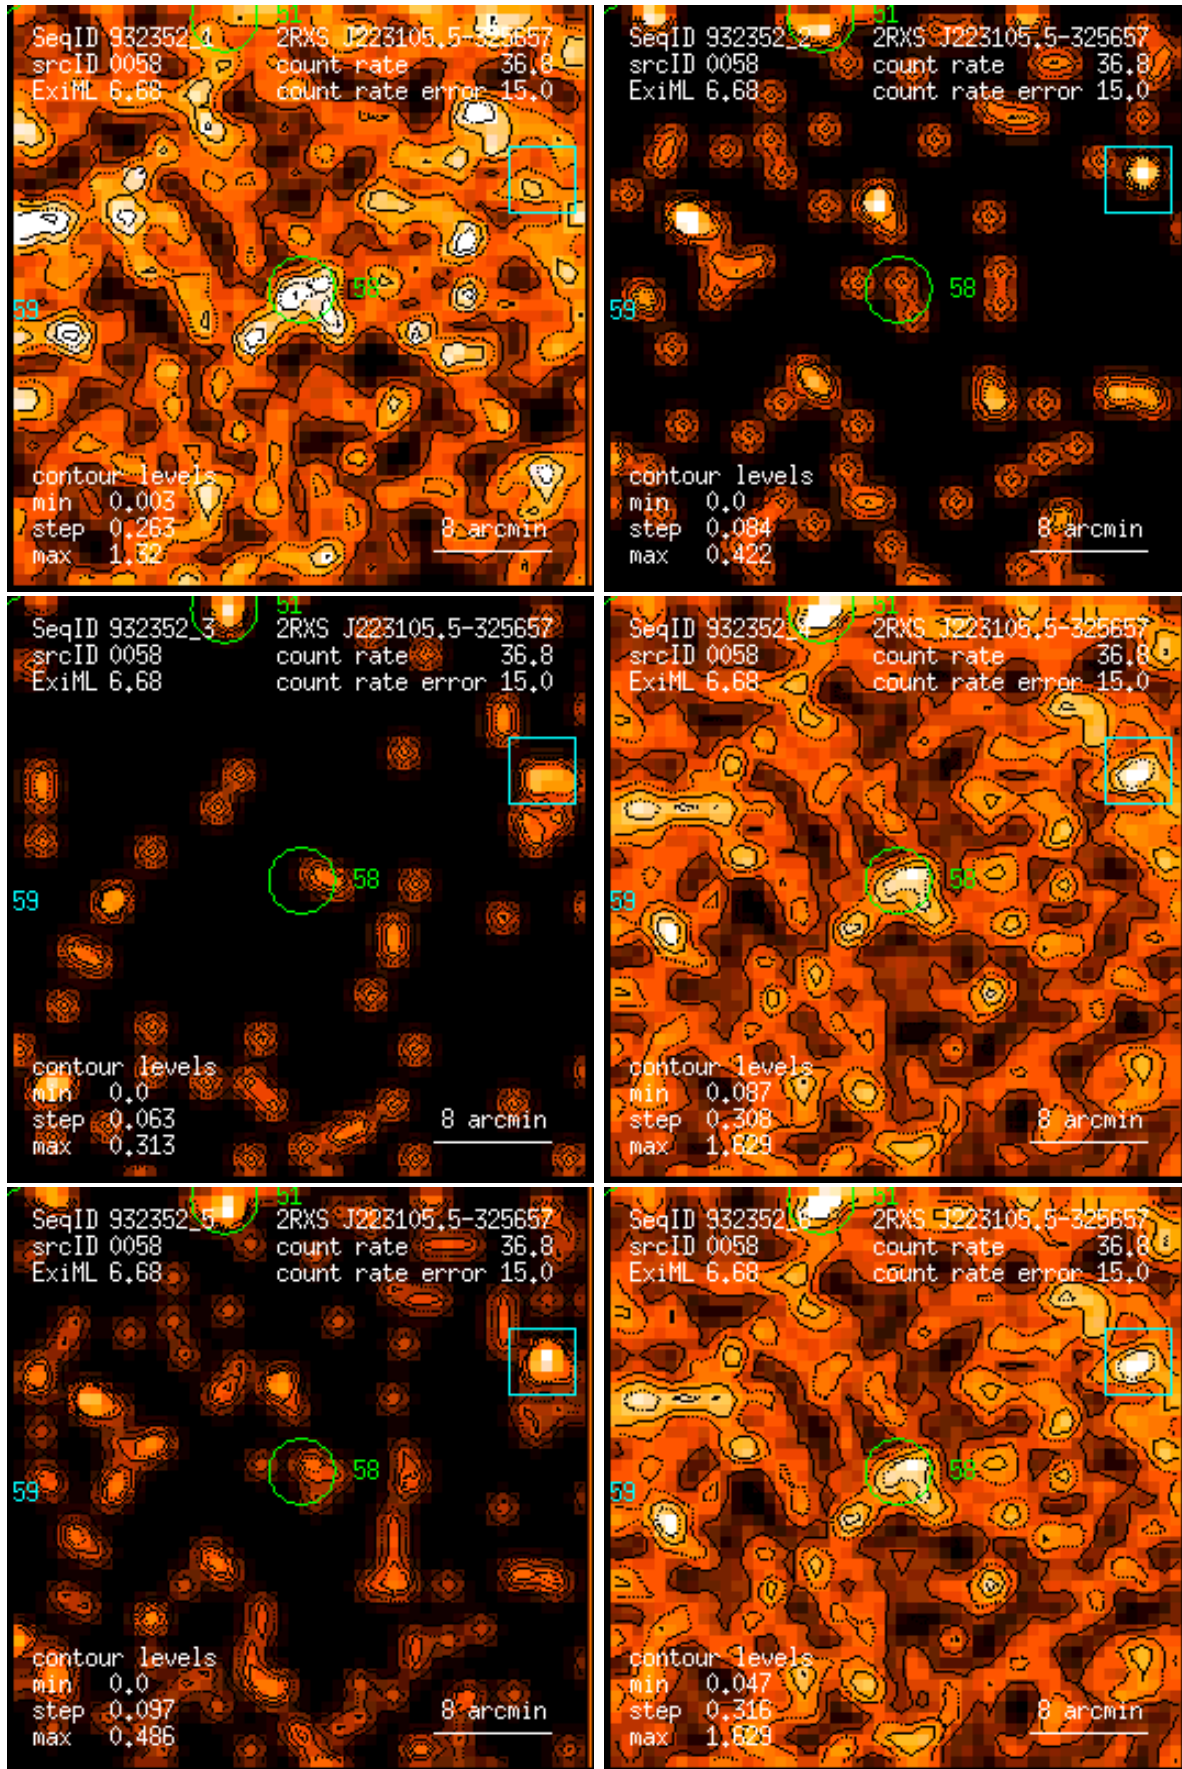 51
SeqID 932352_1 2RXS J223105.5-325657
srcID 0058 count rate 36.8
ExiML 6.68 count rate error 15.0
58
59
contour levels
min 0.003
step 0.263
max 1.32
8 arcmin
51
SeqID 932352_2 2RXS J223105.5-325657
srcID 0058 count rate 36.8
ExiML 6.68 count rate error 15.0
58
59
contour levels
min 0.0
step 0.084
max 0.422
8 arcmin
51
SeqID 932352_3 2RXS J223105.5-325657
srcID 0058 count rate 36.8
ExiML 6.68 count rate error 15.0
58
59
contour levels
min 0.0
step 0.063
max 0.313
8 arcmin
51
SeqID 932352_4 2RXS J223105.5-325657
srcID 0058 count rate 36.8
ExiML 6.68 count rate error 15.0
58
59
contour levels
min 0.087
step 0.308
max 1.629
8 arcmin
51
SeqID 932352_5 2RXS J223105.5-325657
srcID 0058 count rate 36.8
ExiML 6.68 count rate error 15.0
58
59
contour levels
min 0.0
step 0.097
max 0.486
8 arcmin
51
SeqID 932352_6 2RXS J223105.5-325657
srcID 0058 count rate 36.8
ExiML 6.68 count rate error 15.0
58
59
contour levels
min 0.047
step 0.316
max 1.629
8 arcmin